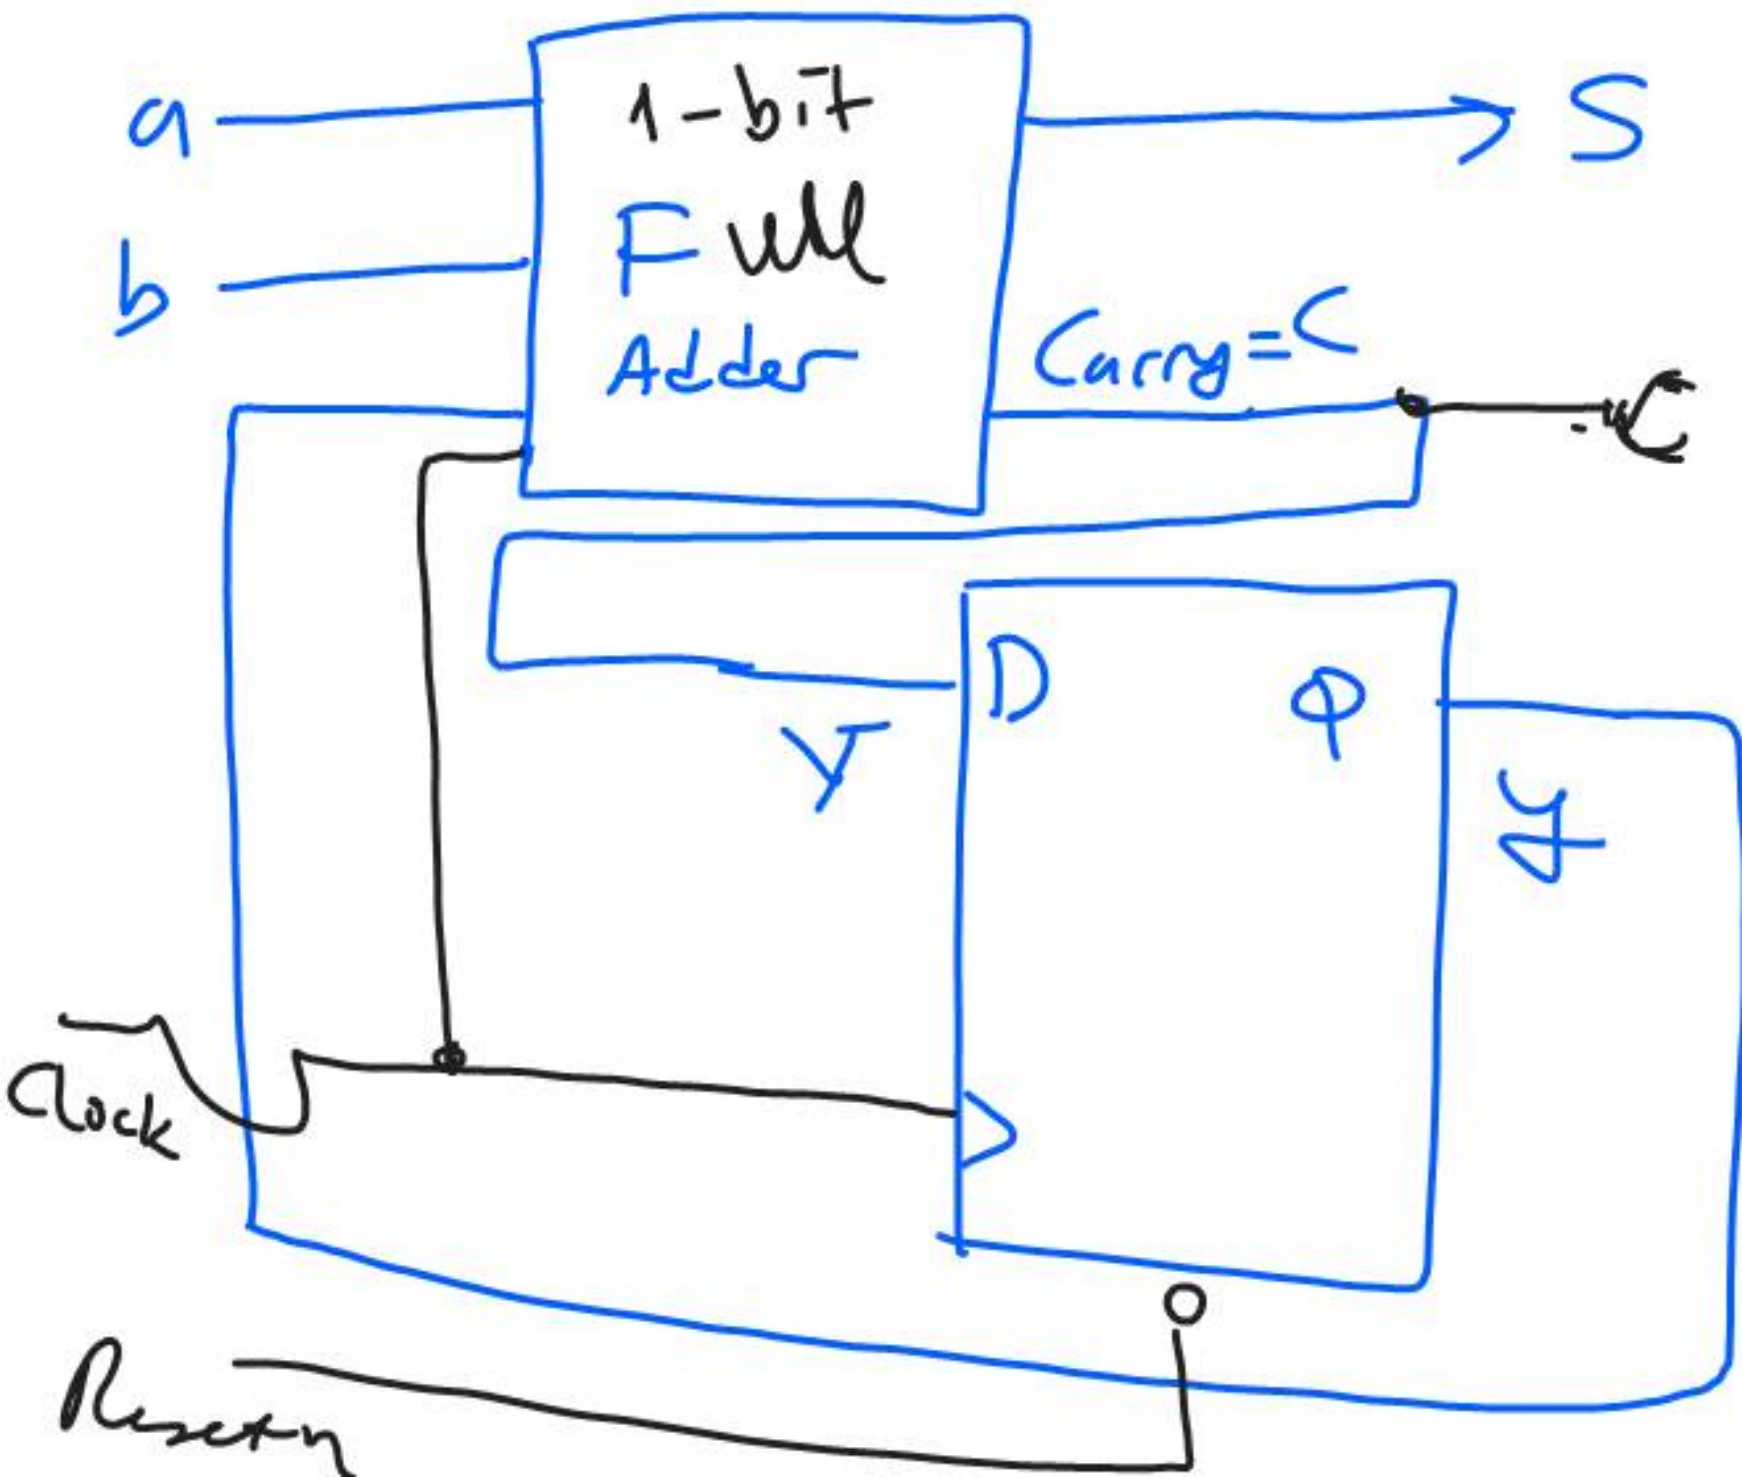 a
1-bit
Full
Adder
S
b
Carry=C
C
D
Q
Y
y
Clock
Resetn